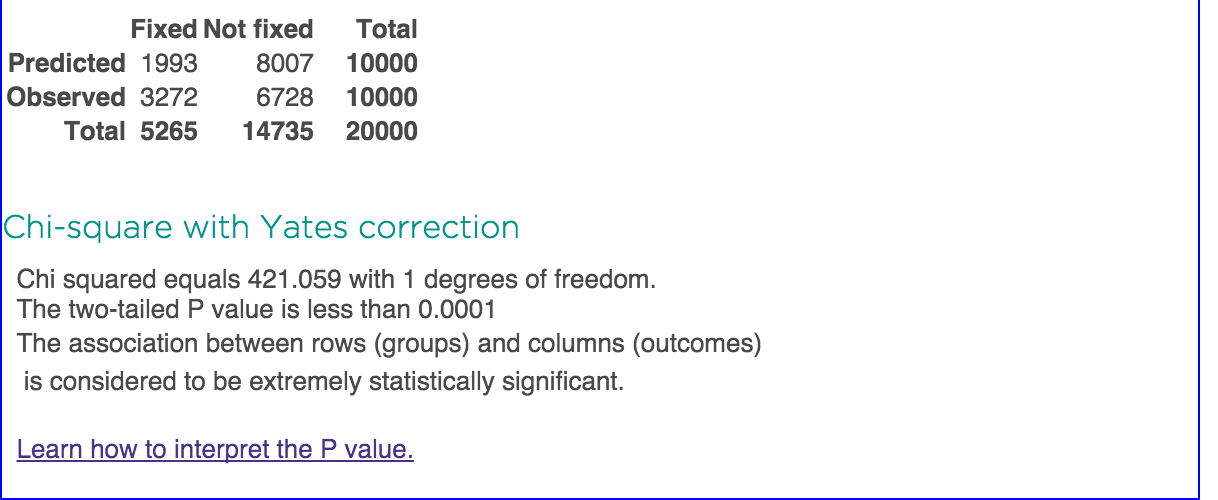 Fixed Not fixed Total
Predicted 1993 8007 10000
Observed 3272 6728 10000
Total 5265 14735 20000
Chi-square with Yates correction
Chi squared equals 421.059 with 1 degrees of freedom.
The two-tailed P value is less than 0.0001
The association between rows (groups) and columns (outcomes)
is considered to be extremely statistically significant.
Learn how to interpret the P value.